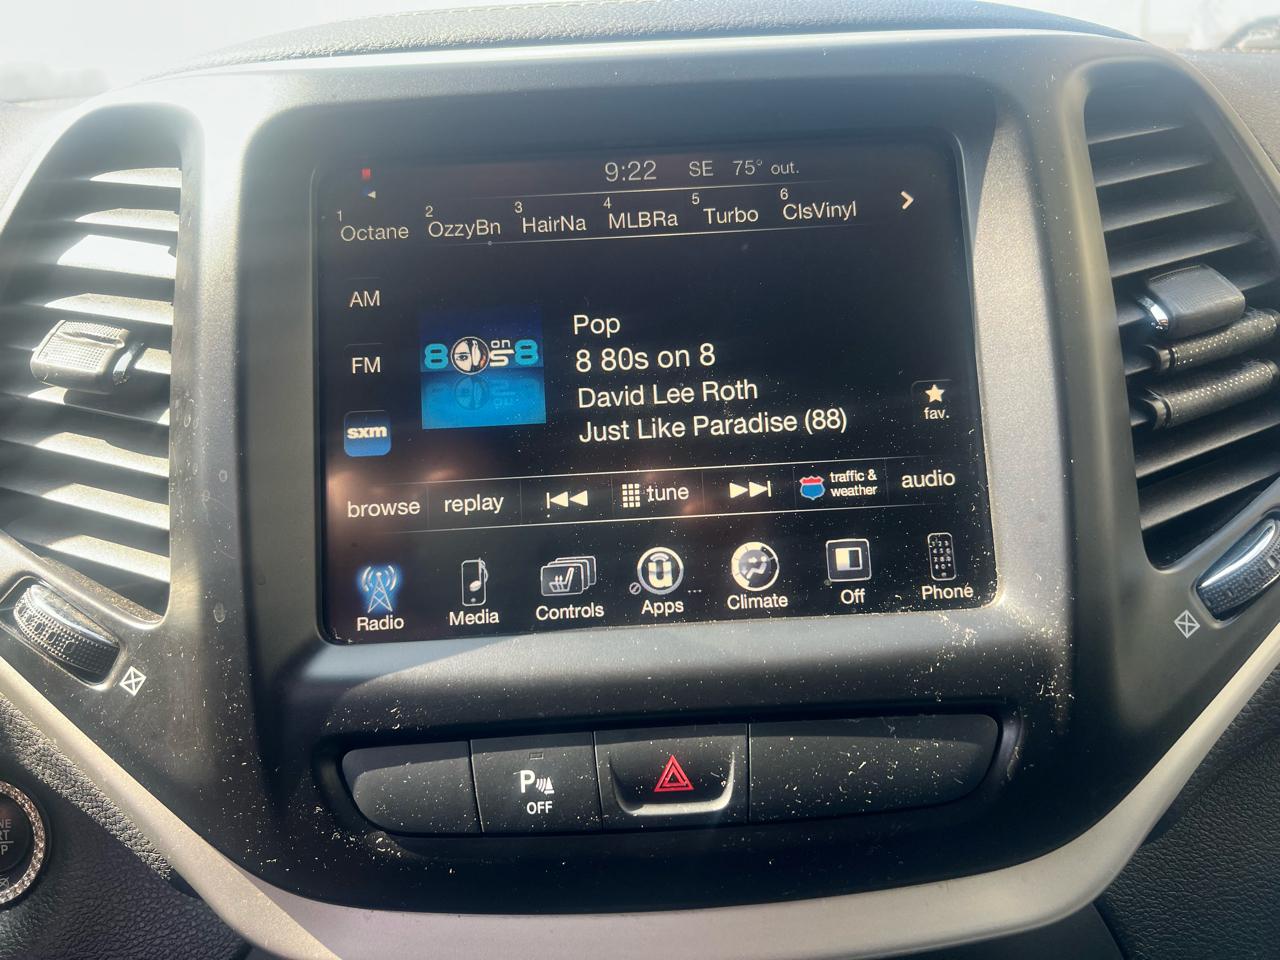 9:22 SE 75° out.
1 Octane 2 OzzyBn 3 HairNa 4 MLBRa 5 Turbo 6 ClsVinyl
AM
FM
sxm
80s on 8
Pop
8 80s on 8
David Lee Roth
Just Like Paradise (88)
fav.
browse replay tune traffic & weather audio
Radio Media Controls Apps Climate Off Phone
P OFF